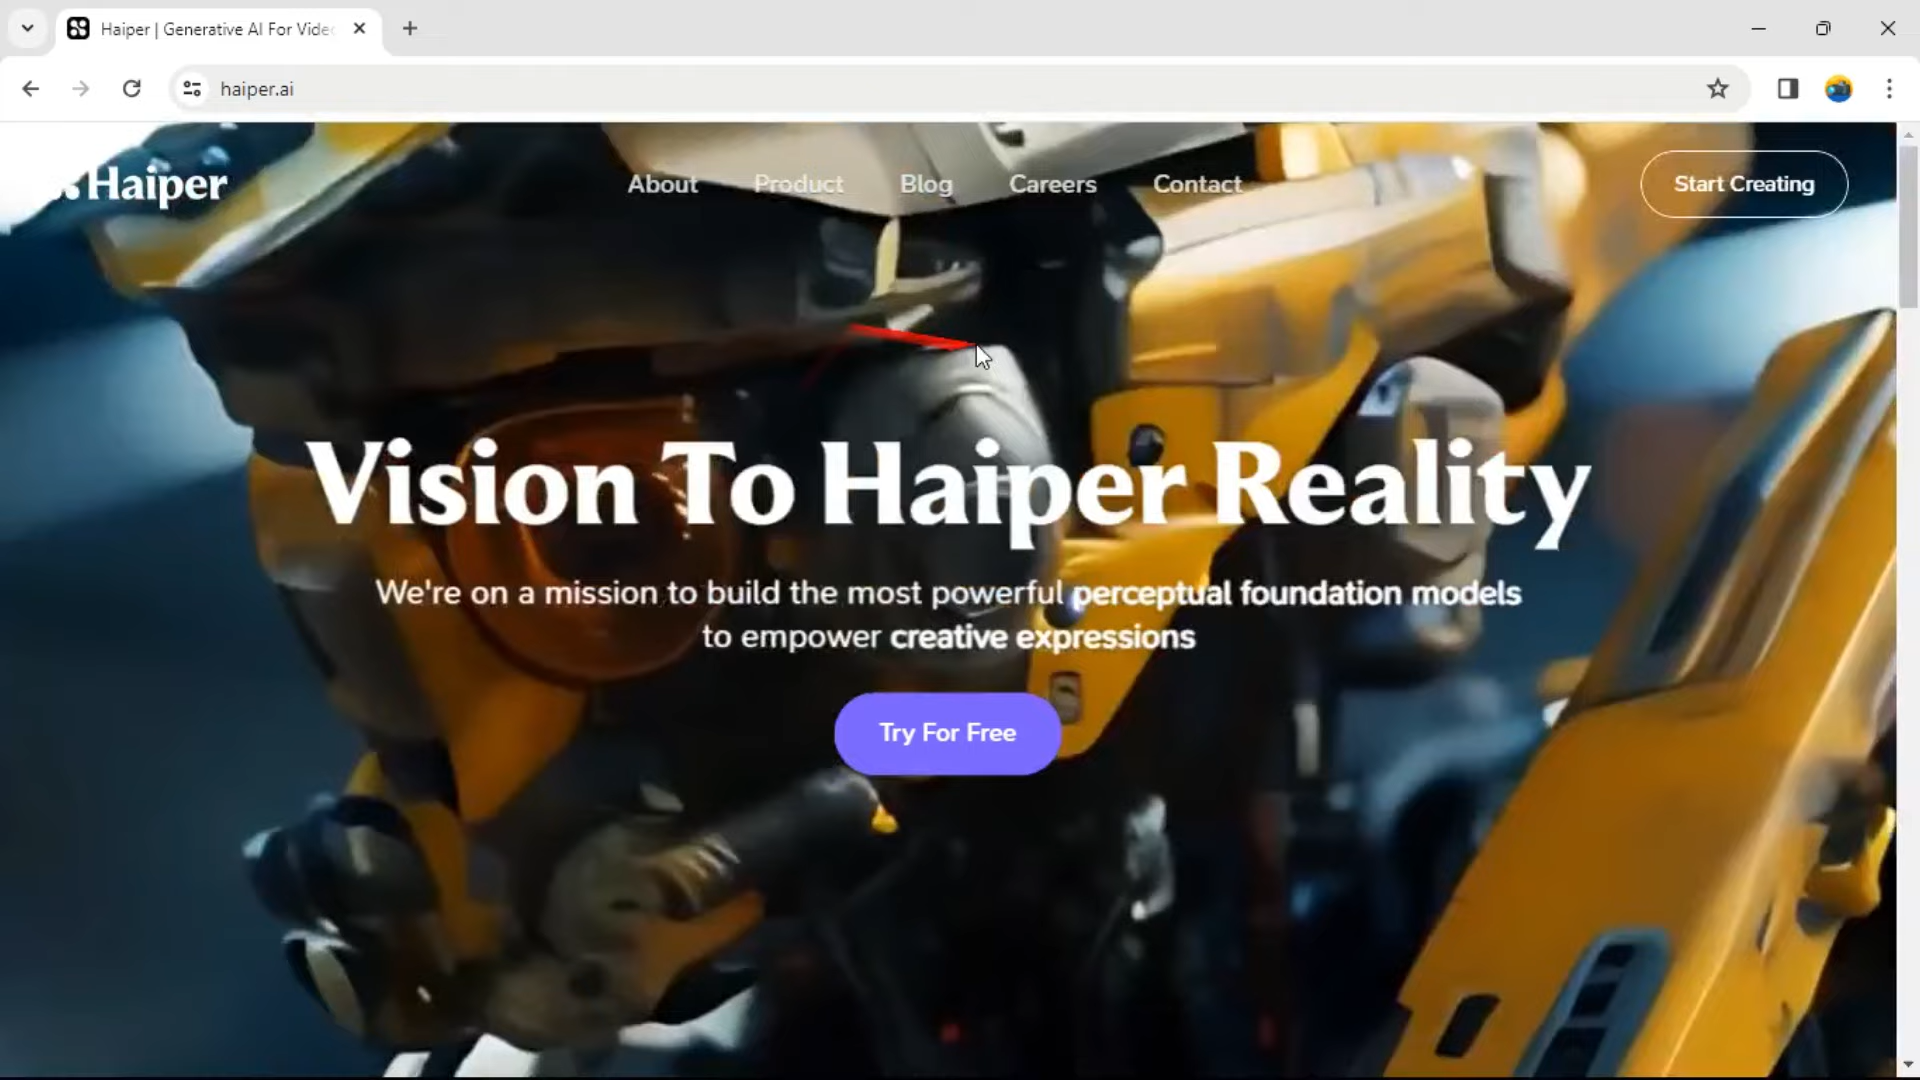 Haiper | Generative AI For Vide
haiper.ai
Haiper
About
Product
Blog
Careers
Contact
Start Creating
Vision To Haiper Reality
We're on a mission to build the most powerful perceptual foundation models
to empower creative expressions
Try For Free